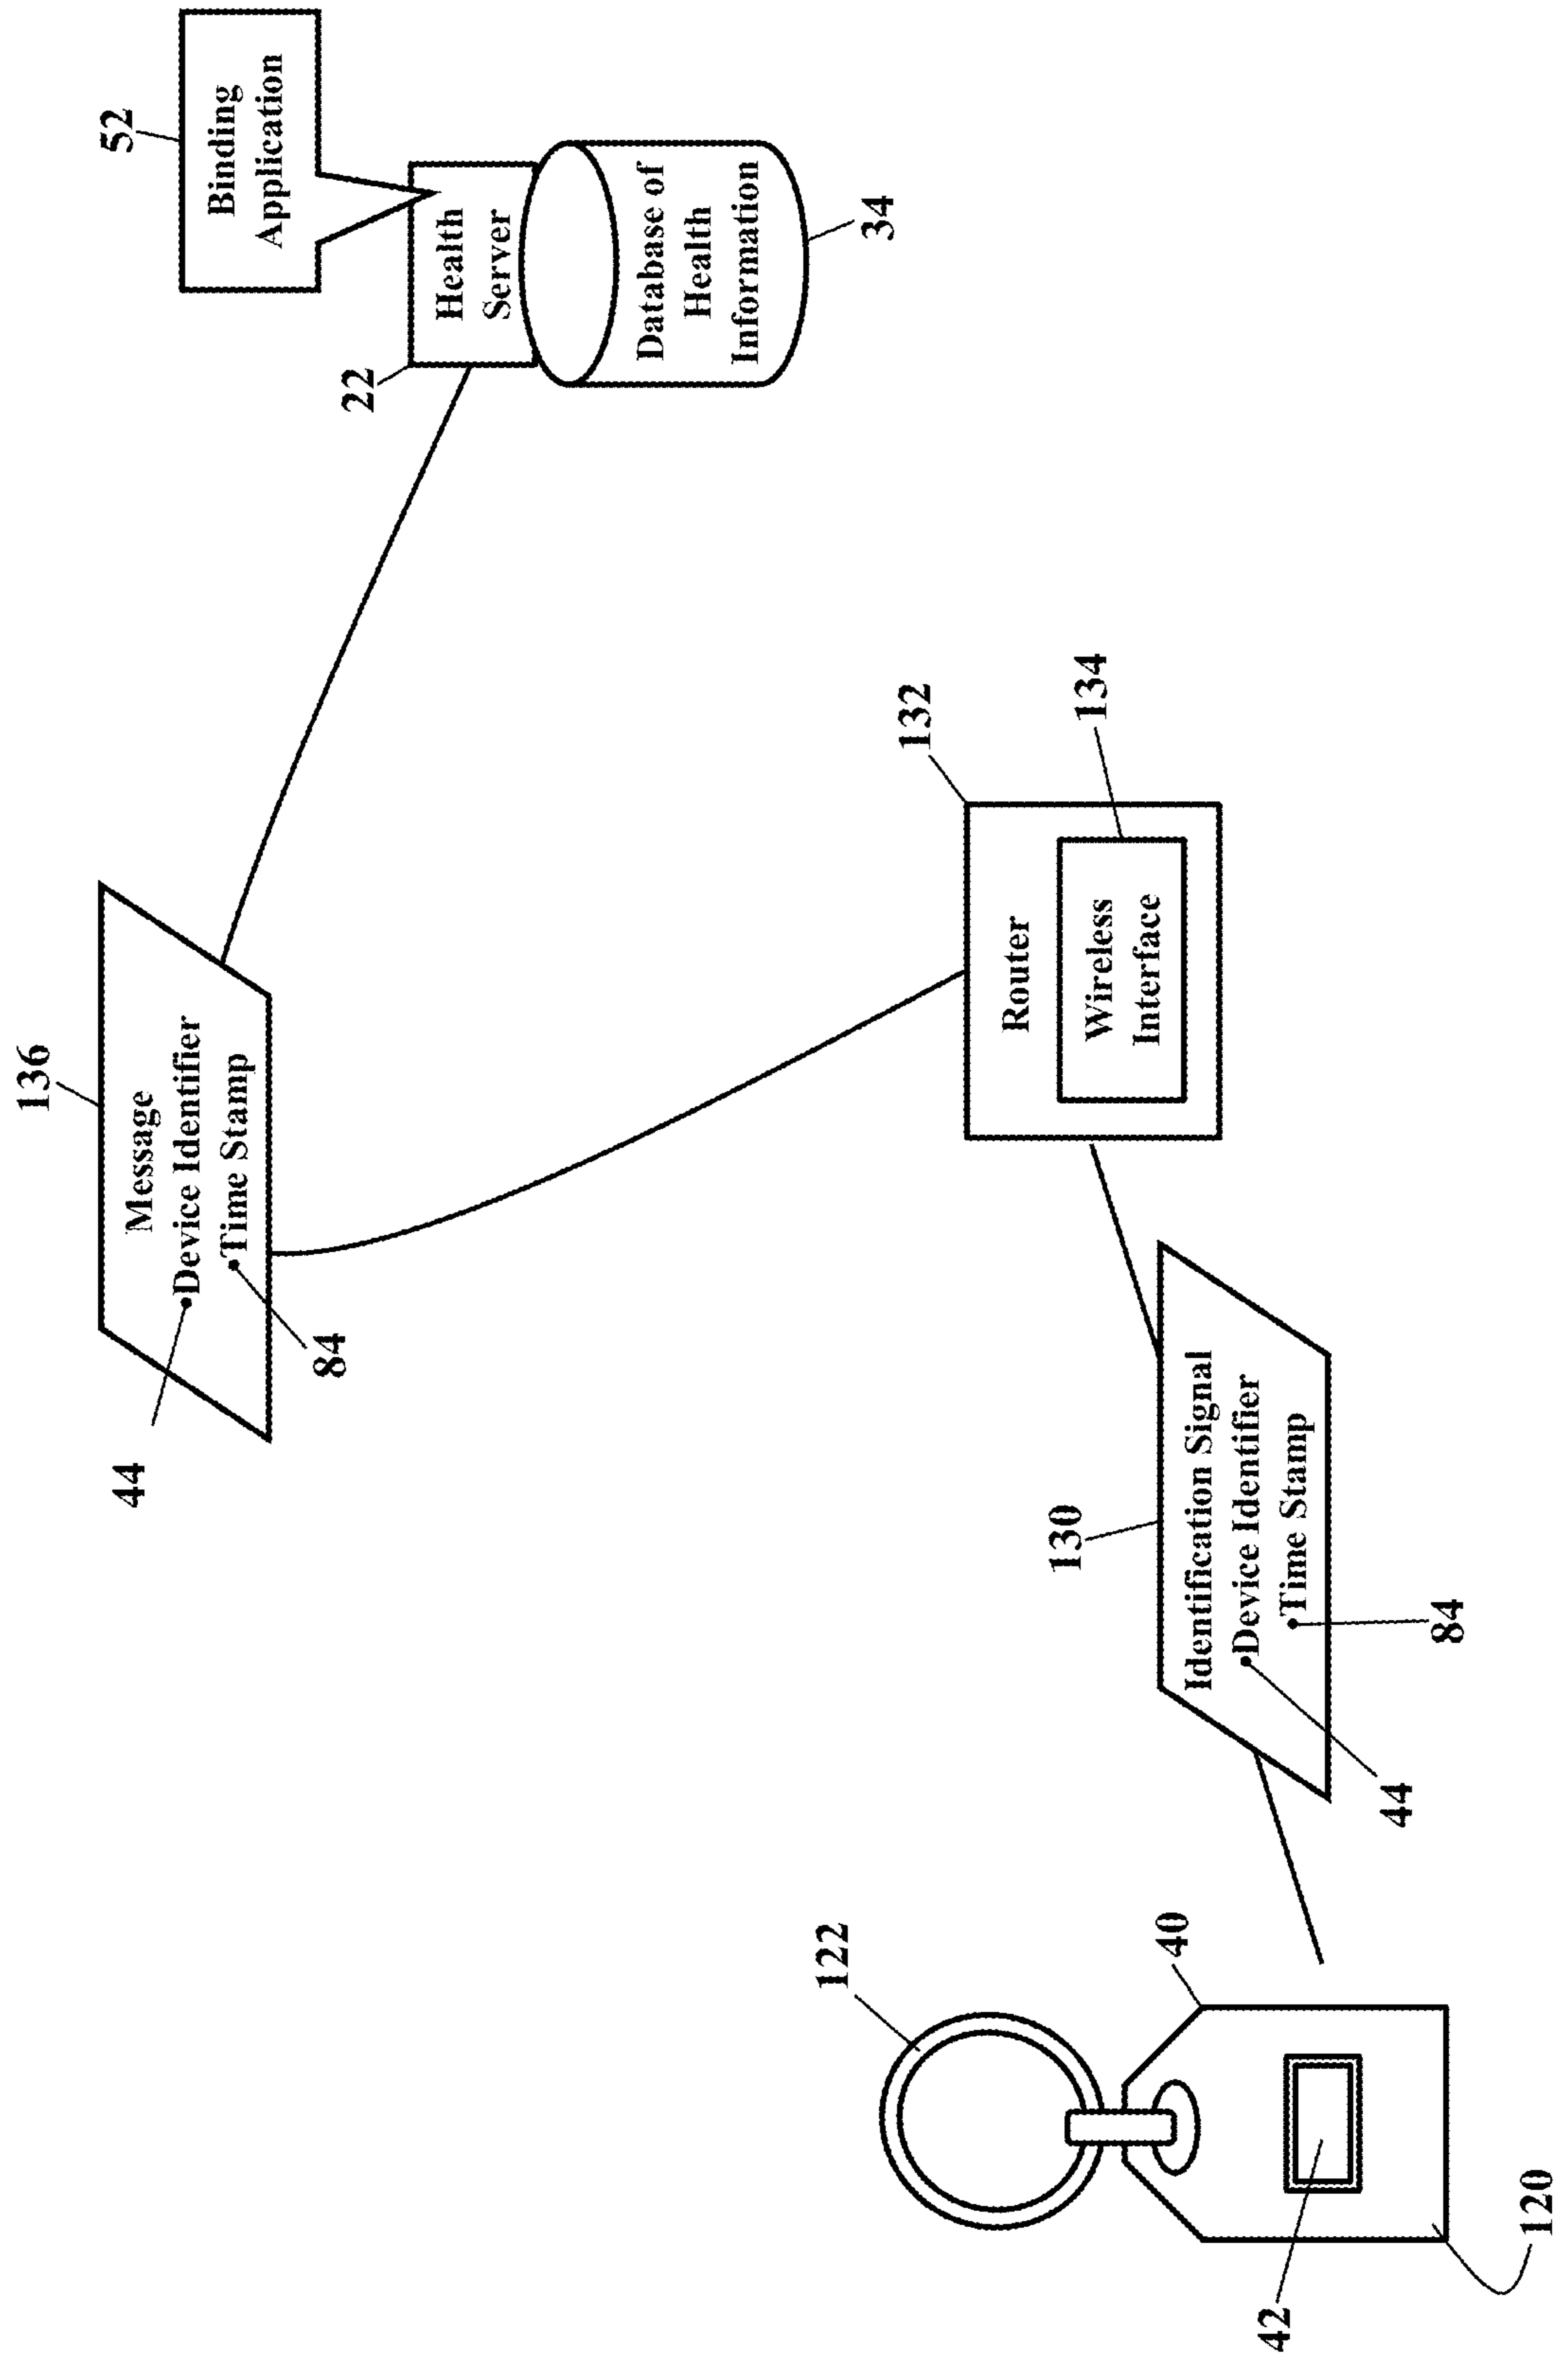 136
Message
•Device Identifier
•Time Stamp
44
84
52
Binding
Application
22
Health
Server
Database of
Health
Information
34
132
Router
134
Wireless
Interface
130
Identification Signal
•Device Identifier
•Time Stamp
44
84
122
40
42
120